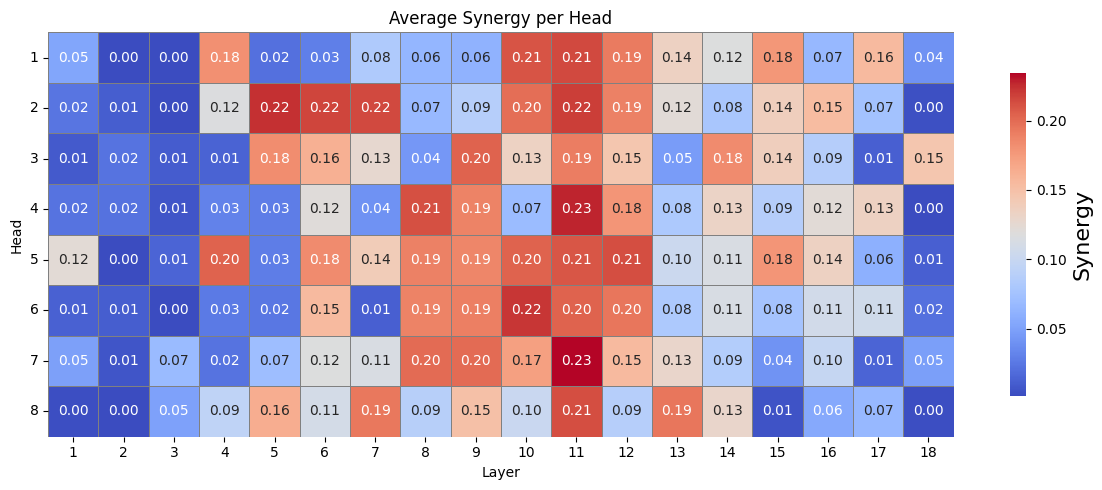 Average Synergy per Head
1 0.05 0.00 0.00 0.18 0.02 0.03 0.08 0.06 0.06 0.21 0.21 0.19 0.14 0.12 0.18 0.07 0.16 0.04
2 0.02 0.01 0.00 0.12 0.22 0.22 0.22 0.07 0.09 0.20 0.22 0.19 0.12 0.08 0.14 0.15 0.07 0.00
3 0.01 0.02 0.01 0.01 0.18 0.16 0.13 0.04 0.20 0.13 0.19 0.15 0.05 0.18 0.14 0.09 0.01 0.15
4 0.02 0.02 0.01 0.03 0.03 0.12 0.04 0.21 0.19 0.07 0.23 0.18 0.08 0.13 0.09 0.12 0.13 0.00
5 0.12 0.00 0.01 0.20 0.03 0.18 0.14 0.19 0.19 0.20 0.21 0.21 0.10 0.11 0.18 0.14 0.06 0.01
6 0.01 0.01 0.00 0.03 0.02 0.15 0.01 0.19 0.19 0.22 0.20 0.20 0.08 0.11 0.08 0.11 0.11 0.02
7 0.05 0.01 0.07 0.02 0.07 0.12 0.11 0.20 0.20 0.17 0.23 0.15 0.13 0.09 0.04 0.10 0.01 0.05
8 0.00 0.00 0.05 0.09 0.16 0.11 0.19 0.09 0.15 0.10 0.21 0.09 0.19 0.13 0.01 0.06 0.07 0.00
1 2 3 4 5 6 7 8 9 10 11 12 13 14 15 16 17 18
Layer
Head
0.20
0.15
0.10
0.05
Synergy